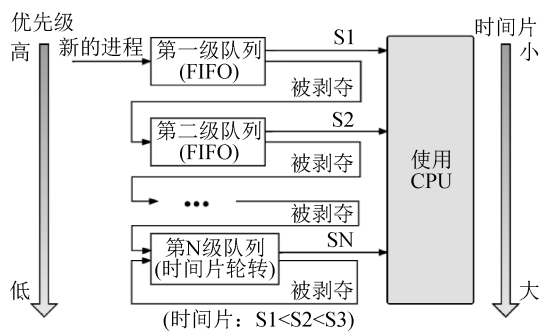 优先级
高
新的进程
第一级队列
(FIFO)
S1
时间片
小
被剥夺
第二级队列
(FIFO)
S2
被剥夺
使用
CPU
•••
被剥夺
第N级队列
(时间片轮转)
SN
低
被剥夺
大
(时间片：S1<S2<S3)